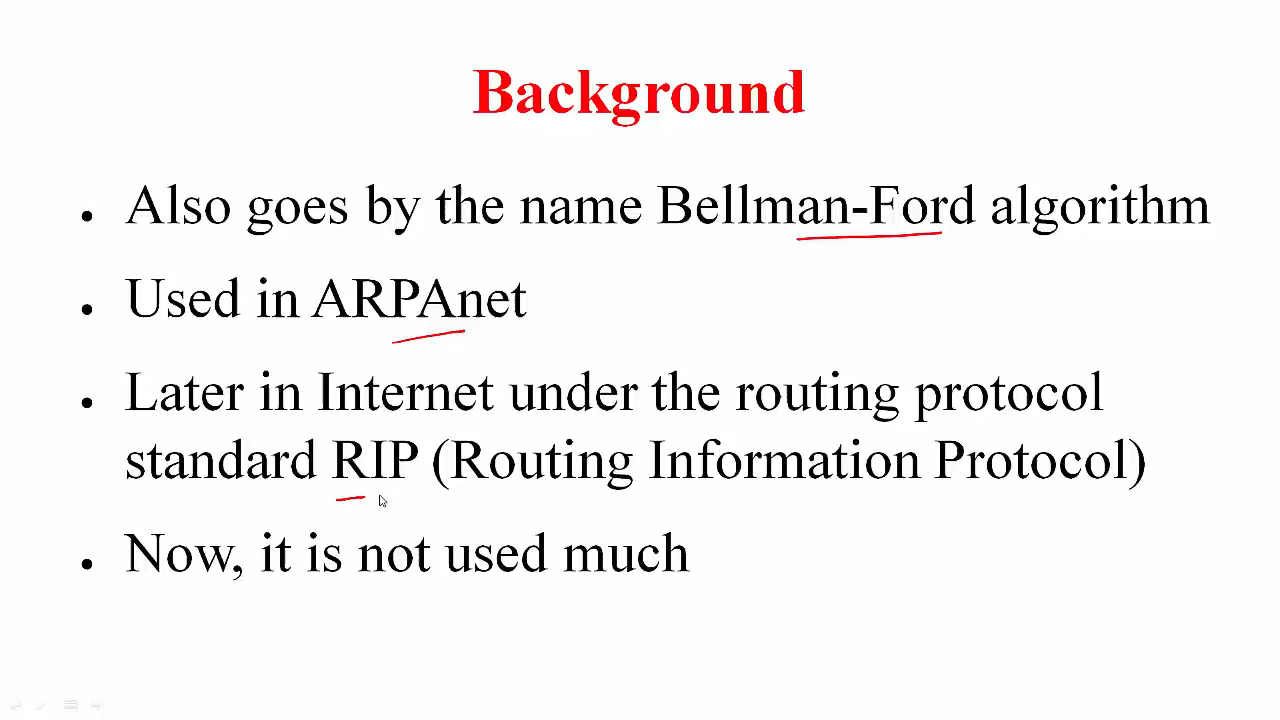 Background
• Also goes by the name Bellman-Ford algorithm
• Used in ARPAnet
• Later in Internet under the routing protocol
standard RIP (Routing Information Protocol)
• Now, it is not used much